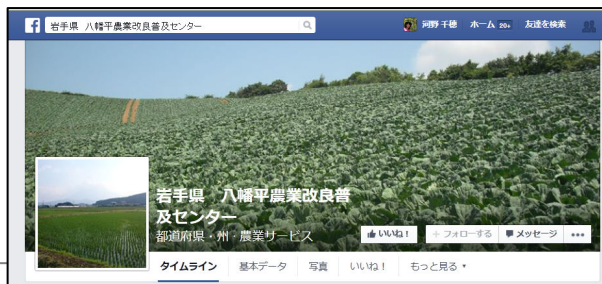 岩手県 八幡平農業改良普及センター
河野 千穂 ホーム 20+ 友達を検索
岩手県 八幡平農業改良普
及センター
都道府県・州・農業サービス
いいね！ + フォローする メッセージ •••
タイムライン 基本データ 写真 いいね！ もっと見る